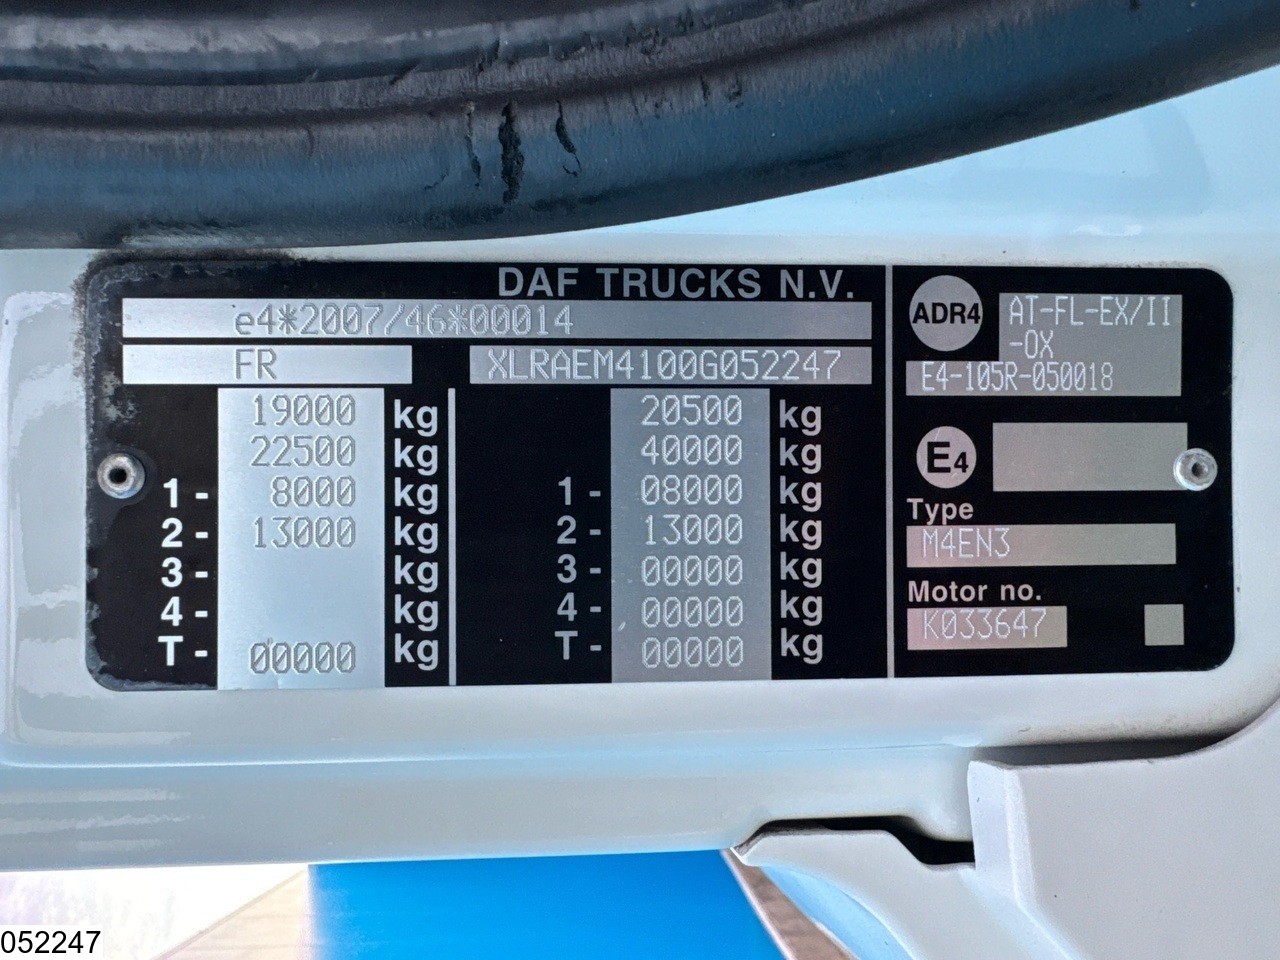 DAF TRUCKS N.V.
e4*2007/46*00014
FR XLRAEM4100G052247
19000 kg 20500 kg
22500 kg 40000 kg
1 - 8000 kg 1 - 08000 kg
2 - 13000 kg 2 - 13000 kg
3 - kg 3 - 00000 kg
4 - kg 4 - 00000 kg
T - 00000 kg T - 00000 kg
ADR4 AT-FL-EX/II
-OX
E4-105R-050018
E4
Type
M4EN3
Motor no.
K033647
052247